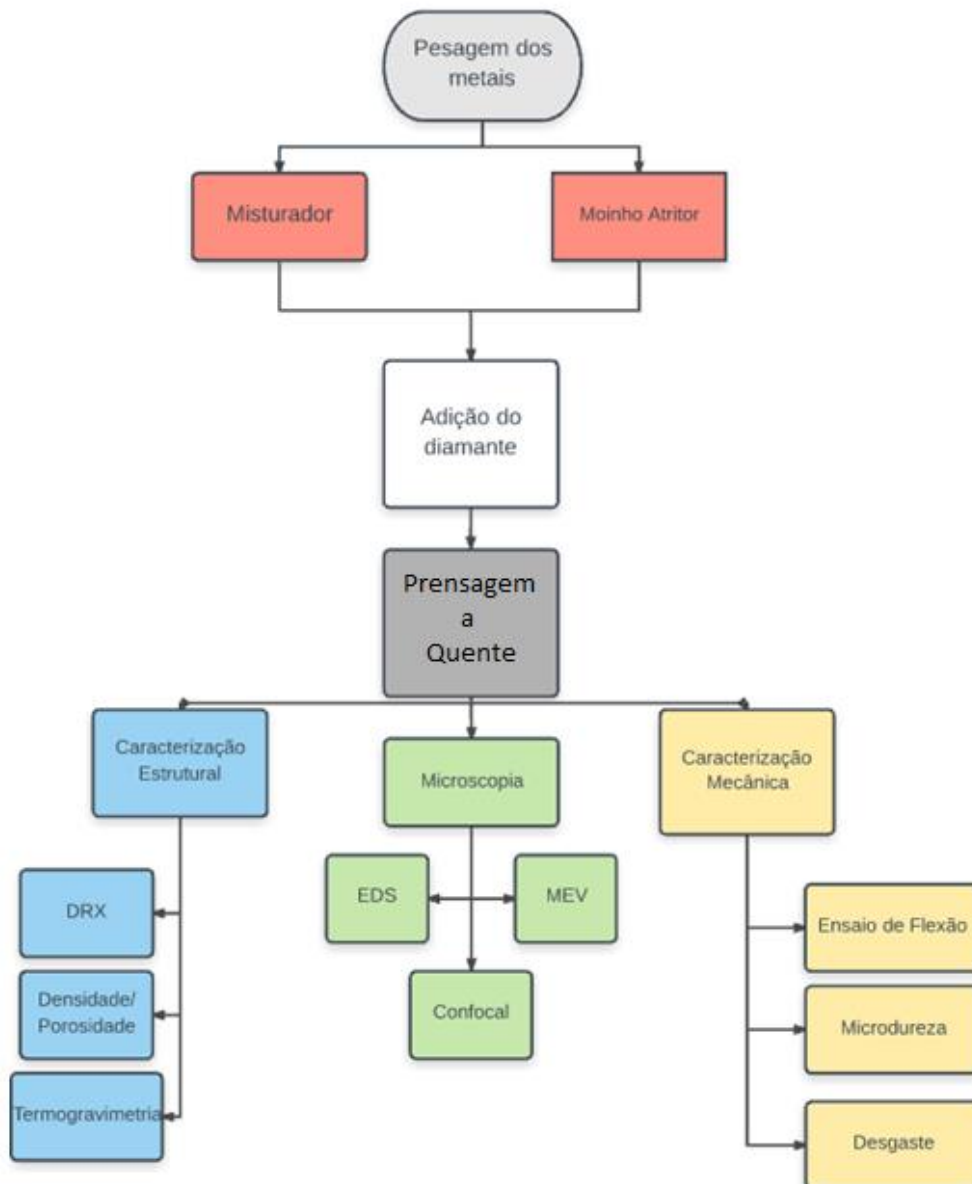 Pesagem dos
metais
Misturador
Moinho Atritor
Adição do
diamante
Prensagem
a
Quente
Caracterização
Estrutural
Microscopia
Caracterização
Mecânica
DRX
Densidade/
Porosidade
Termogravimetria
EDS
MEV
Confocal
Ensaio de Flexão
Microdureza
Desgaste